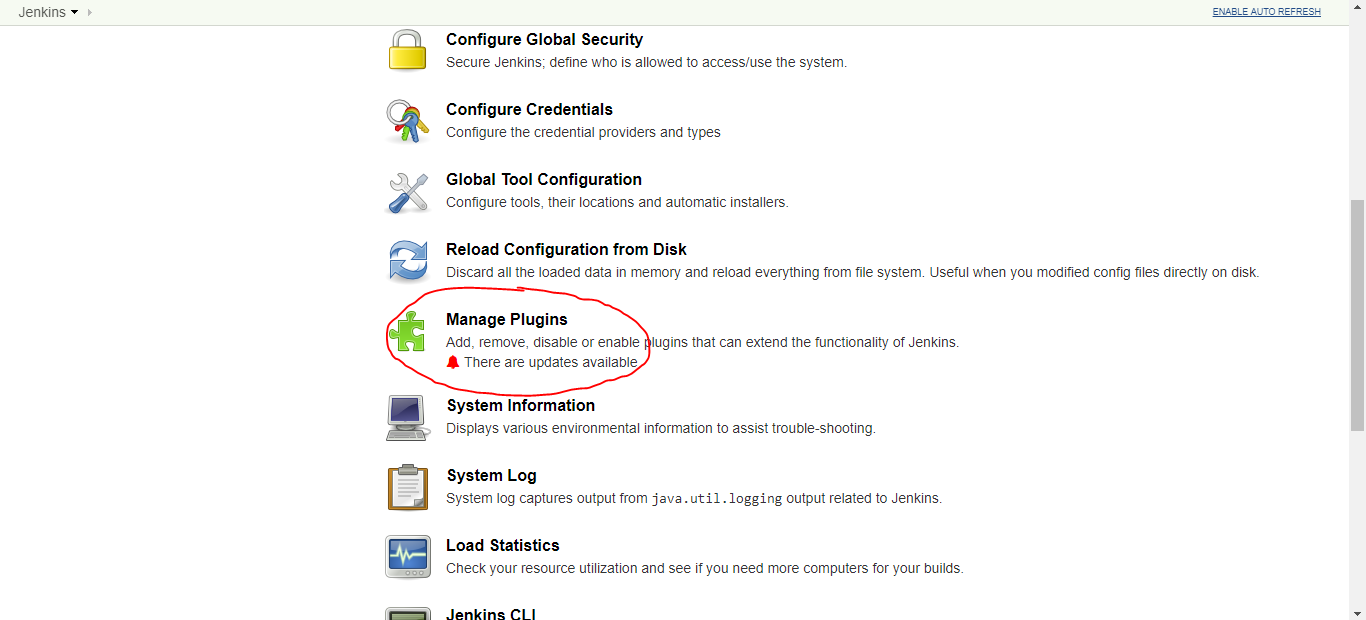 Jenkins
ENABLE AUTO REFRESH
Configure Global Security
Secure Jenkins; define who is allowed to access/use the system.
Configure Credentials
Configure the credential providers and types
Global Tool Configuration
Configure tools, their locations and automatic installers.
Reload Configuration from Disk
Discard all the loaded data in memory and reload everything from file system. Useful when you modified config files directly on disk.
Manage Plugins
Add, remove, disable or enable plugins that can extend the functionality of Jenkins.
There are updates available
System Information
Displays various environmental information to assist trouble-shooting.
System Log
System log captures output from java.util.logging output related to Jenkins.
Load Statistics
Check your resource utilization and see if you need more computers for your builds.
Jenkins CLI